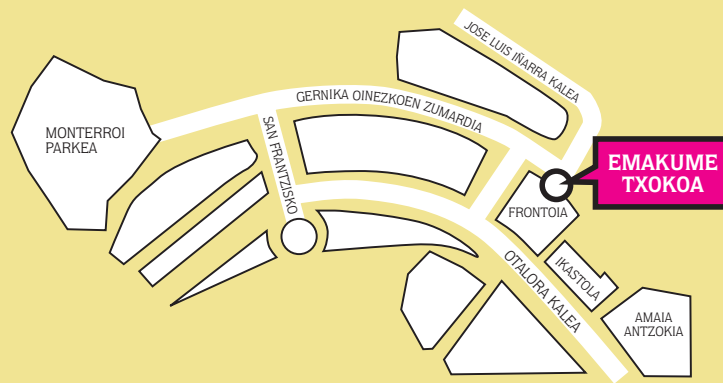 JOSE LUIS IÑARRA KALEA
GERNIKA OINEZKOEN ZUMARDIA
MONTERROI
PARKEA
SAN FRANTZISKO
EMAKUME
TXOKOA
FRONTOIA
OTALORA KALEA
IKASTOLA
AMAIA
ANTZOKIA